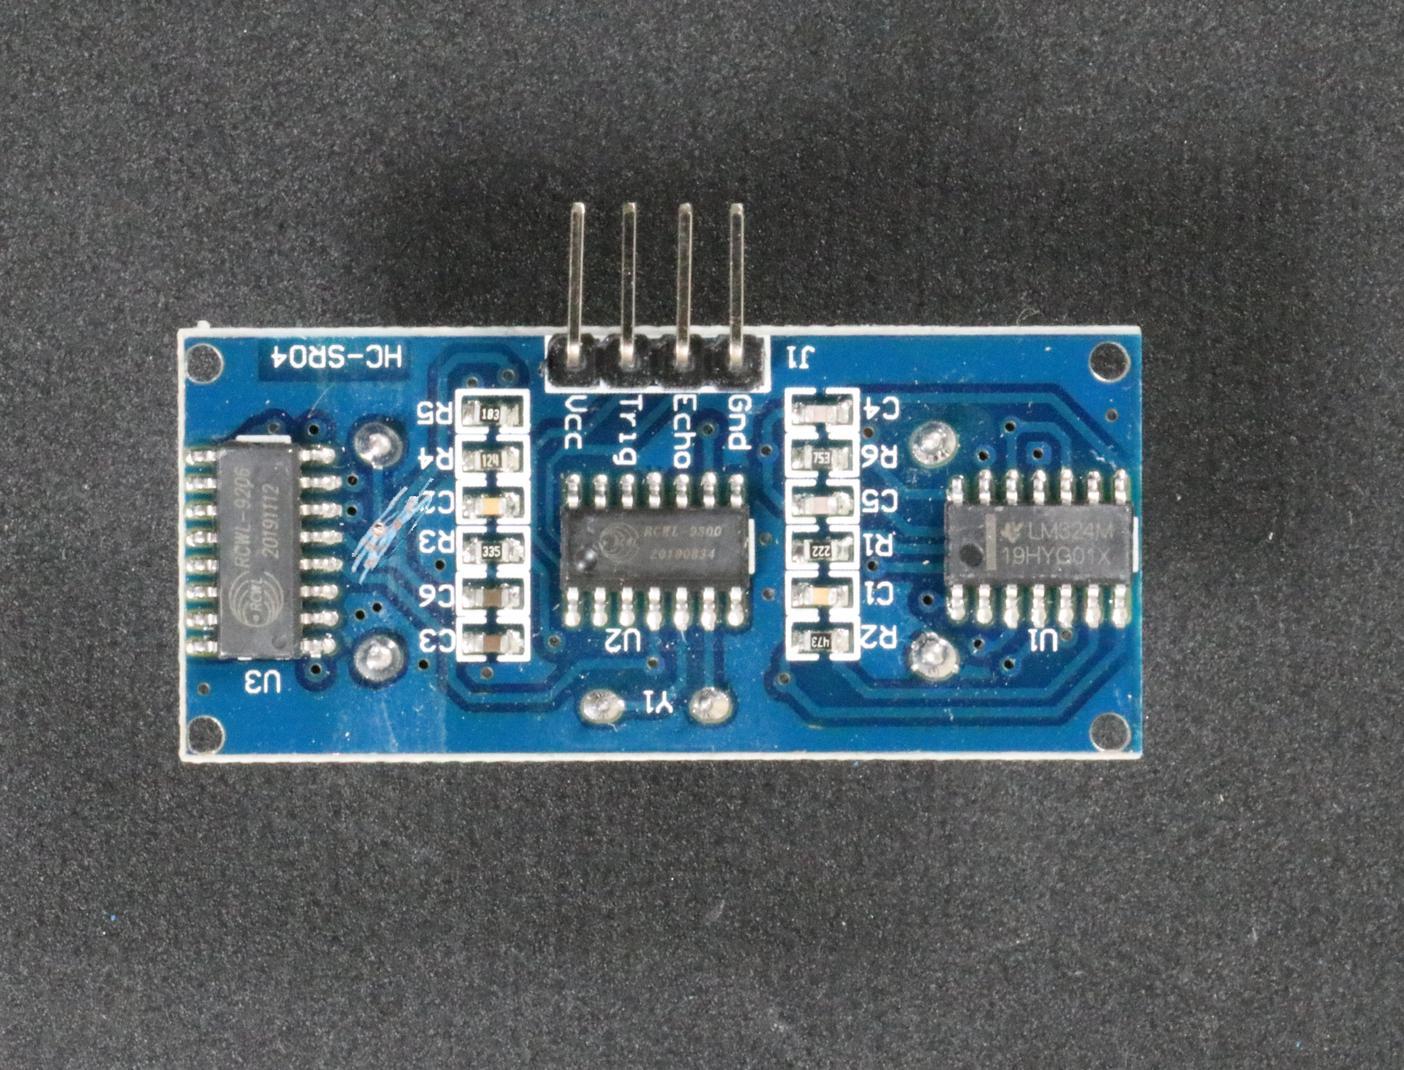 HC-SR04
J1
Vcc
Trig
Echo
Gnd
R5
183
R4
124
C2
R3
335
C6
C3
C4
R6
753
C5
R1
222
C1
R2
473
RCWL-9206
20191112
RCWL
U3
RCWL-9300
U2
LM324M
19HYG01X
U1
Y1